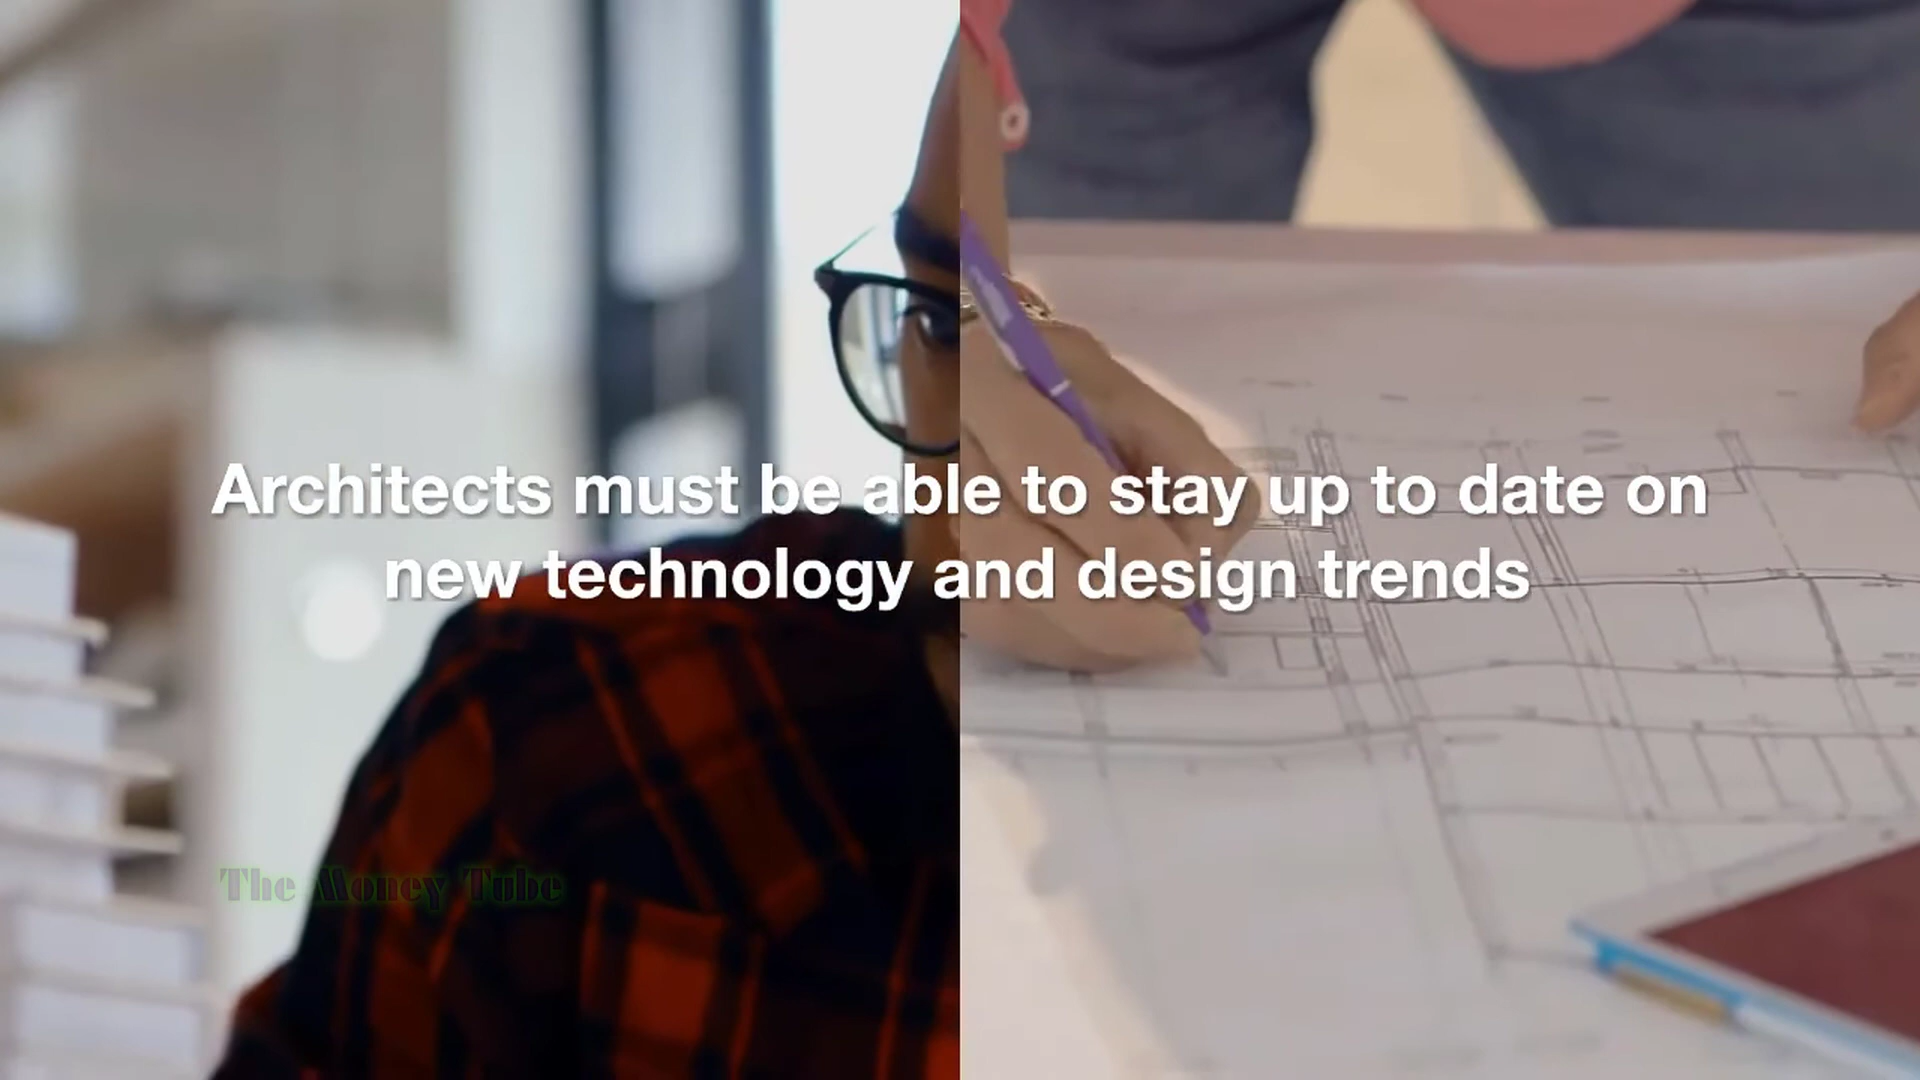 Architects must be able to stay up to date on
new technology and design trends
The Money Tube